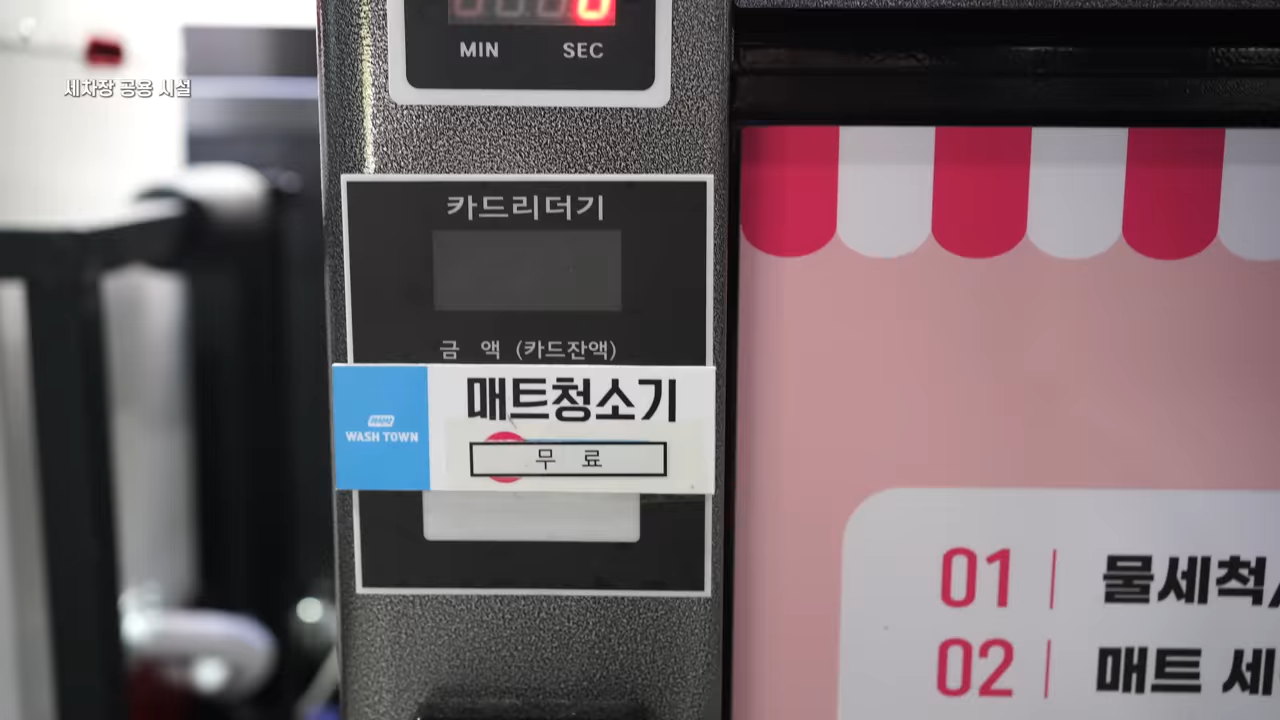 세차장 공용 시설
0
MIN SEC
카드리더기
금 액 (카드잔액)
매트청소기
WASH TOWN
무 료
01 물세척
02 매트